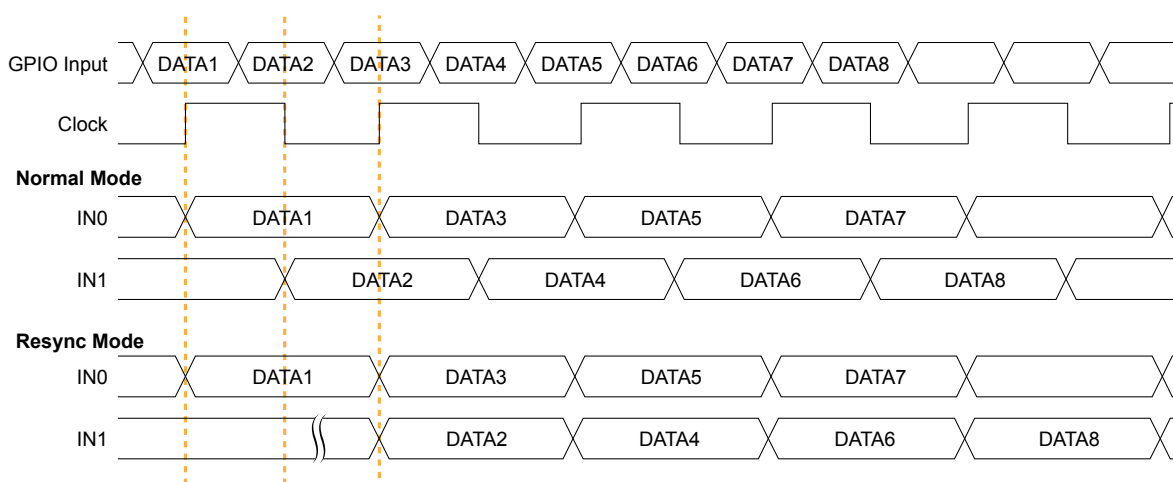 GPIO Input DATA1 DATA2 DATA3 DATA4 DATA5 DATA6 DATA7 DATA8
Clock
Normal Mode
IN0 DATA1 DATA3 DATA5 DATA7
IN1 DATA2 DATA4 DATA6 DATA8
Resync Mode
IN0 DATA1 DATA3 DATA5 DATA7
IN1 DATA2 DATA4 DATA6 DATA8